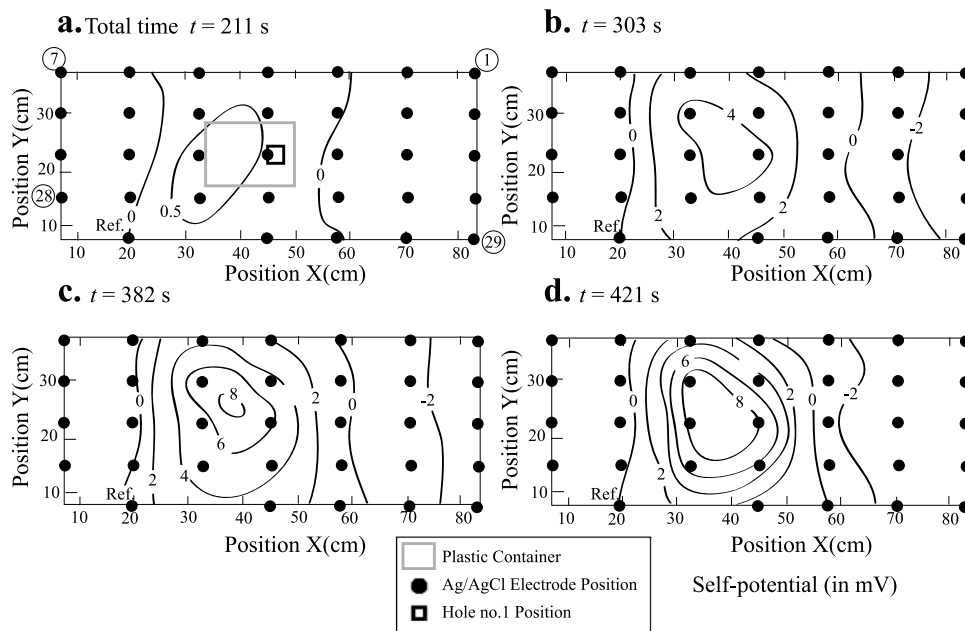 a. Total time t = 211 s
7
1
28
29
Position Y(cm)
30
20
10
0
0.5
0
Ref.
10 20 30 40 50 60 70 80
Position X(cm)
b. t = 303 s
Position Y(cm)
30
20
10
0
2
4
2
0
-2
Ref.
10 20 30 40 50 60 70 80
Position X(cm)
c. t = 382 s
Position Y(cm)
30
20
10
0
2
4
6
8
2
0
-2
Ref.
10 20 30 40 50 60 70 80
Position X(cm)
d. t = 421 s
Position Y(cm)
30
20
10
0
2
6
8
0
-2
Ref.
10 20 30 40 50 60 70 80
Position X(cm)
Plastic Container
Ag/AgCl Electrode Position
Hole no.1 Position
Self-potential (in mV)